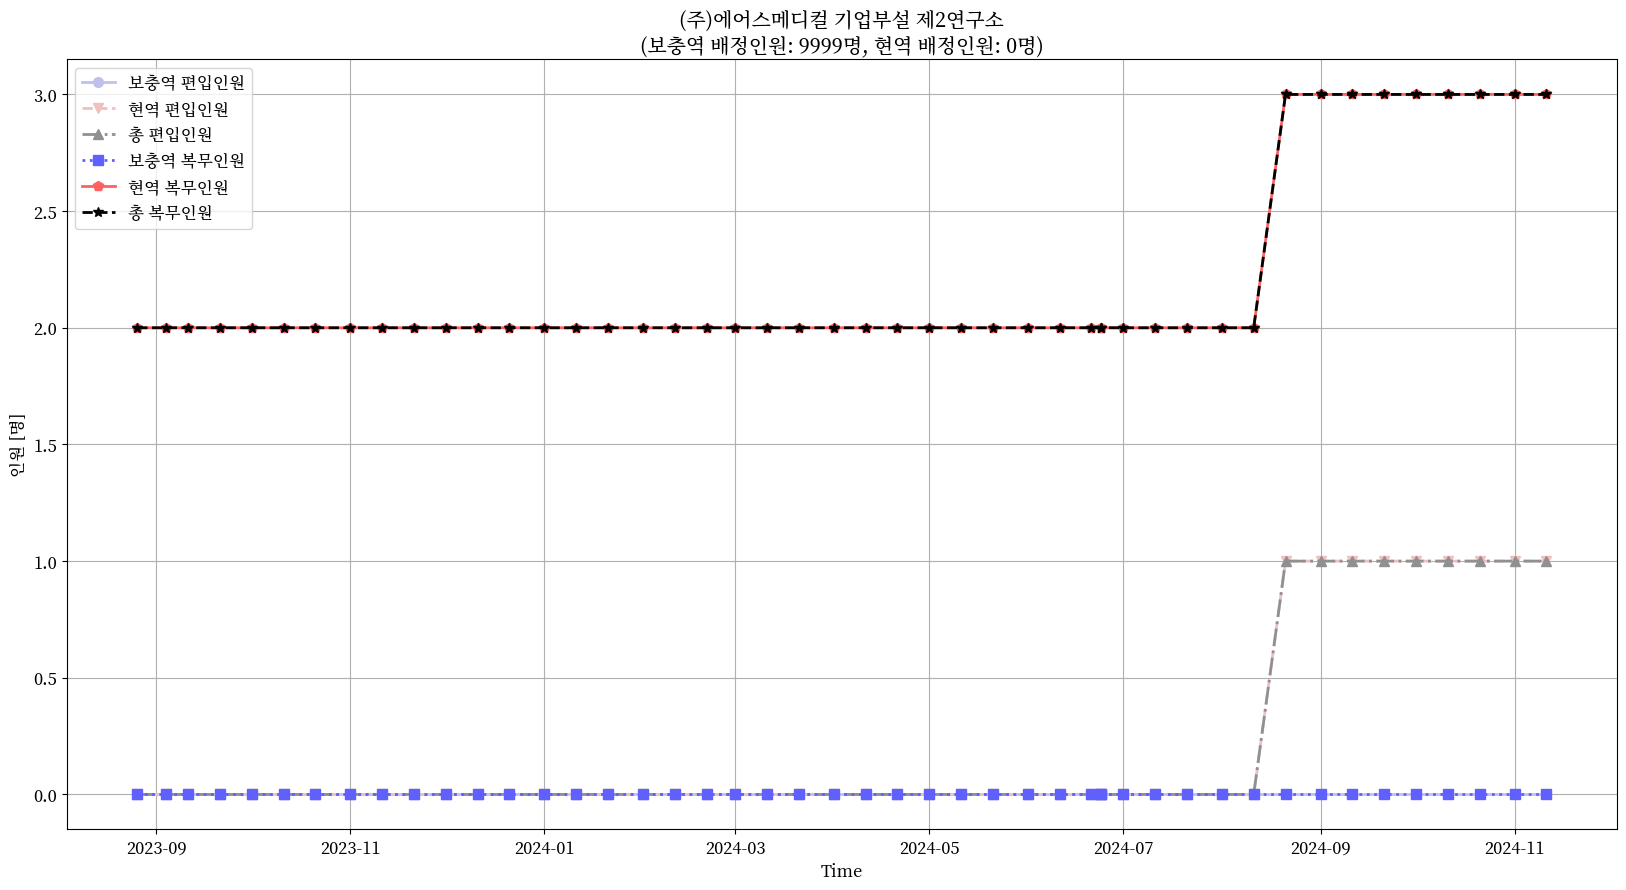 (주)에어스메디컬 기업부설 제2연구소
(보충역 배정인원: 9999명, 현역 배정인원: 0명)
보충역 편입인원
현역 편입인원
총 편입인원
보충역 복무인원
현역 복무인원
총 복무인원
3.0
2.5
2.0
1.5
1.0
0.5
0.0
인원 [명]
2023-09 2023-11 2024-01 2024-03 2024-05 2024-07 2024-09 2024-11
Time